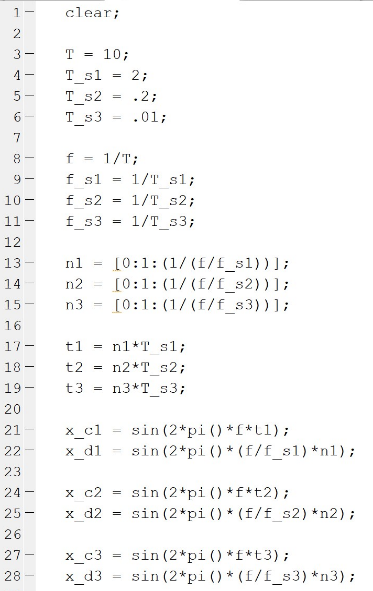 1 clear;
2
3 T = 10;
4 T_s1 = 2;
5 T_s2 = .2;
6 T_s3 = .01;
7
8 f = 1/T;
9 f_s1 = 1/T_s1;
10 f_s2 = 1/T_s2;
11 f_s3 = 1/T_s3;
12
13 n1 = [0:1:(1/(f/f_s1))];
14 n2 = [0:1:(1/(f/f_s2))];
15 n3 = [0:1:(1/(f/f_s3))];
16
17 t1 = n1*T_s1;
18 t2 = n2*T_s2;
19 t3 = n3*T_s3;
20
21 x_c1 = sin(2*pi()*f*t1);
22 x_d1 = sin(2*pi()*(f/f_s1)*n1);
23
24 x_c2 = sin(2*pi()*f*t2);
25 x_d2 = sin(2*pi()*(f/f_s2)*n2);
26
27 x_c3 = sin(2*pi()*f*t3);
28 x_d3 = sin(2*pi()*(f/f_s3)*n3);